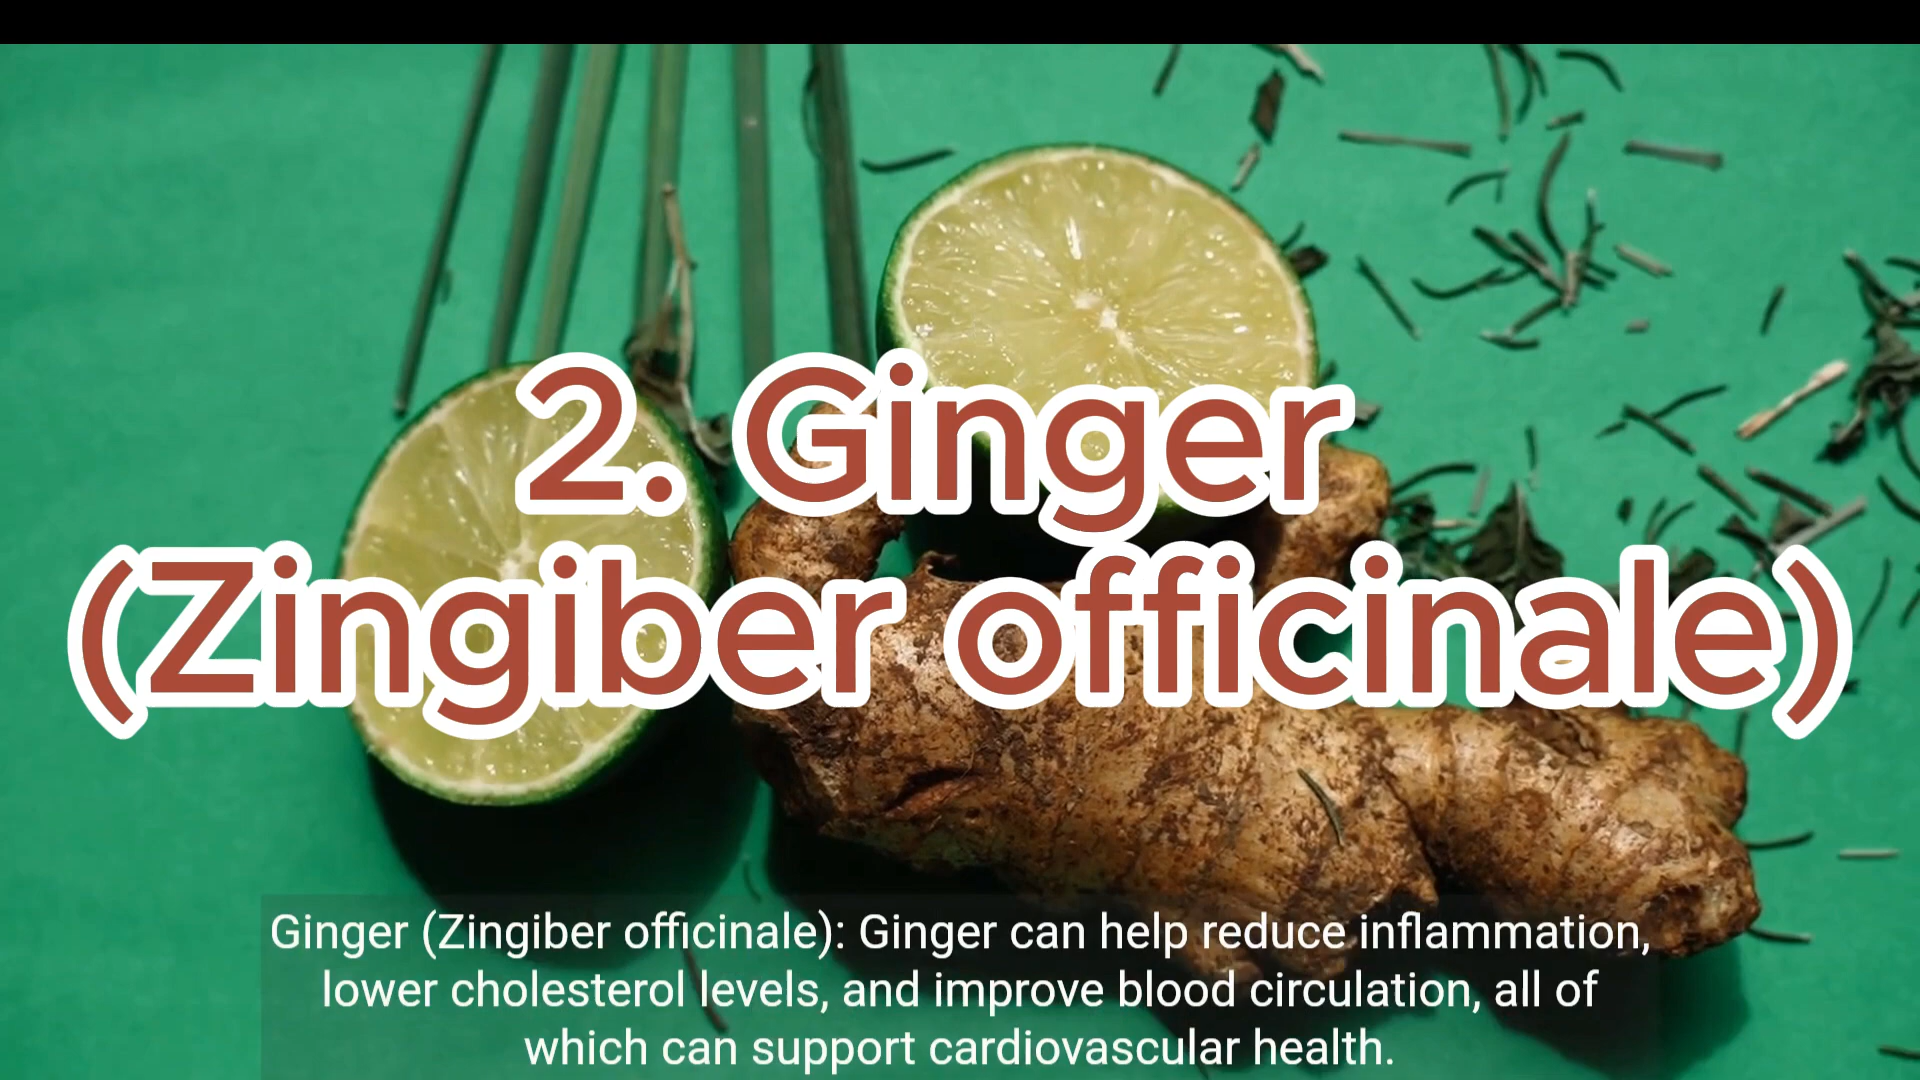 2. Ginger
(Zingiber officinale)
Ginger (Zingiber officinale): Ginger can help reduce inflammation,
lower cholesterol levels, and improve blood circulation, all of
which can support cardiovascular health.